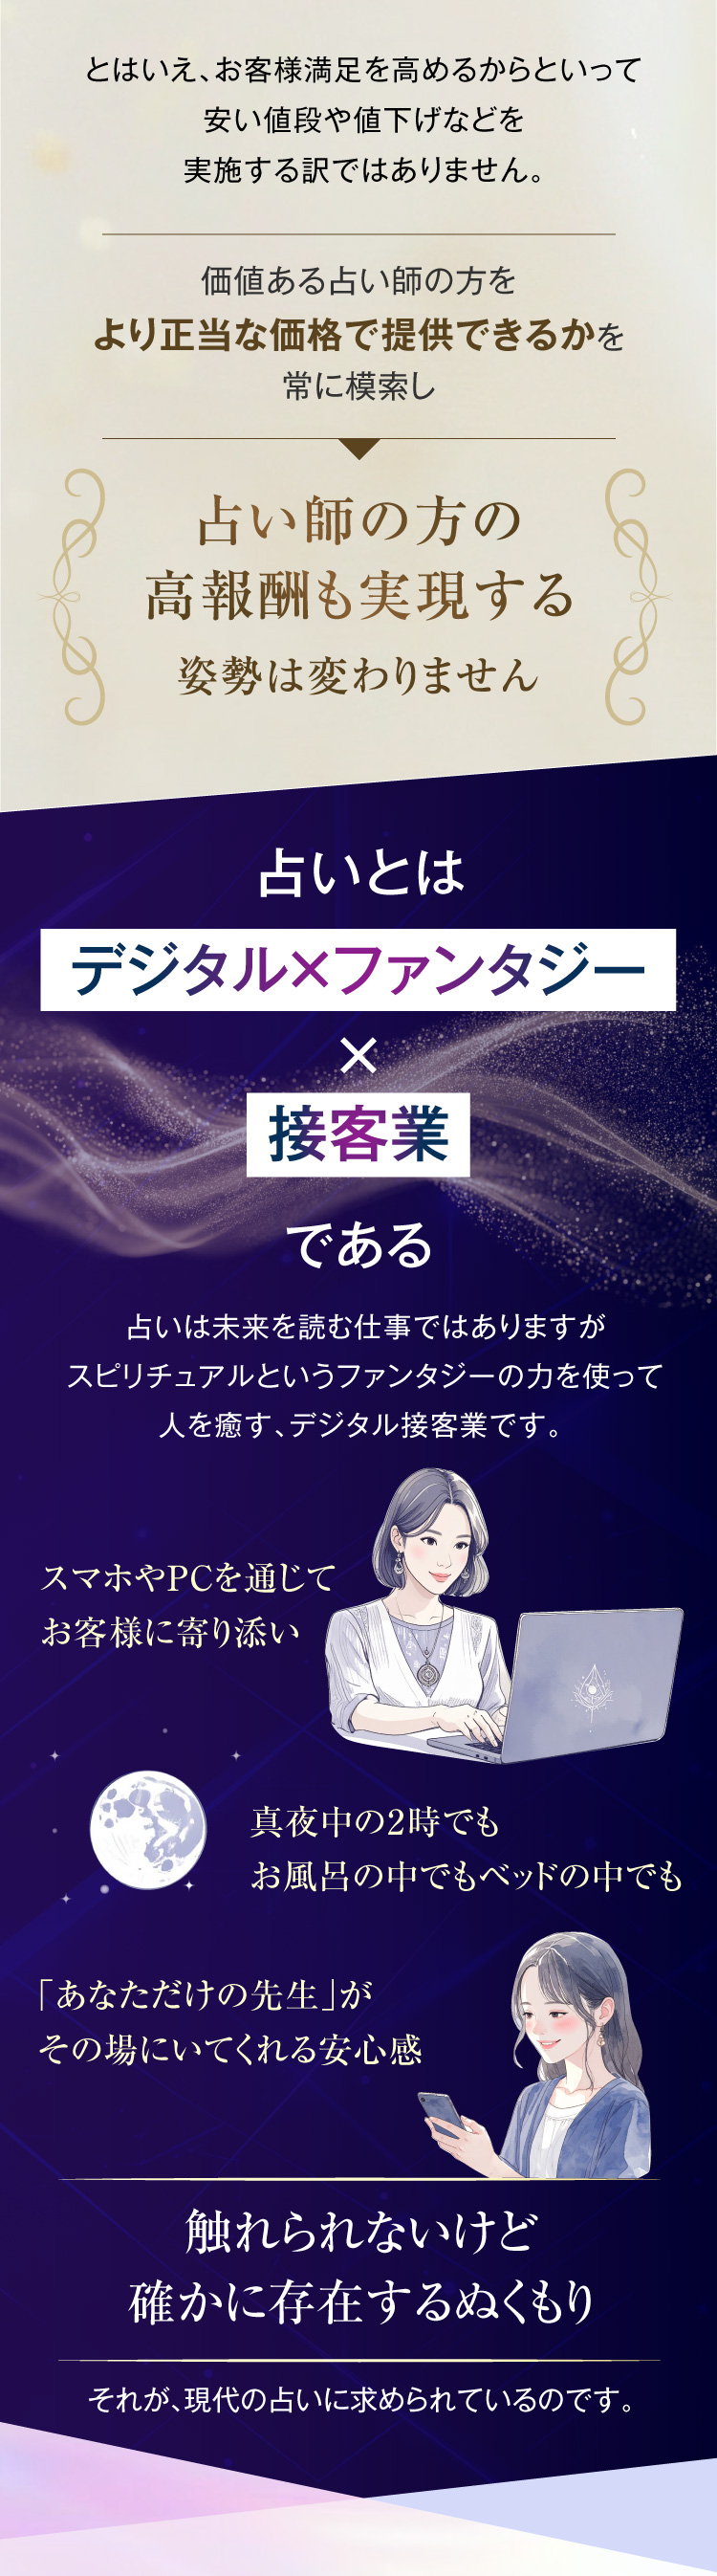 とはいえ、お客様満足を高めるからといって
安い値段や値下げなどを
実施する訳ではありません。
価値ある占い師の方を
より正当な価格で提供できるかを
常に模索し
占い師の方の
高報酬も実現する
姿勢は変わりません
占いとは
デジタル×ファンタジー
×
接客業
である
占いは未来を読む仕事ではありますが
スピリチュアルというファンタジーの力を使って
人を癒す、デジタル接客業です。
スマホやPCを通じて
お客様に寄り添い
真夜中の2時でも
お風呂の中でもベッドの中でも
「あなただけの先生」が
その場にいてくれる安心感
触れられないけど
確かに存在するぬくもり
それが、現代の占いに求められているのです。